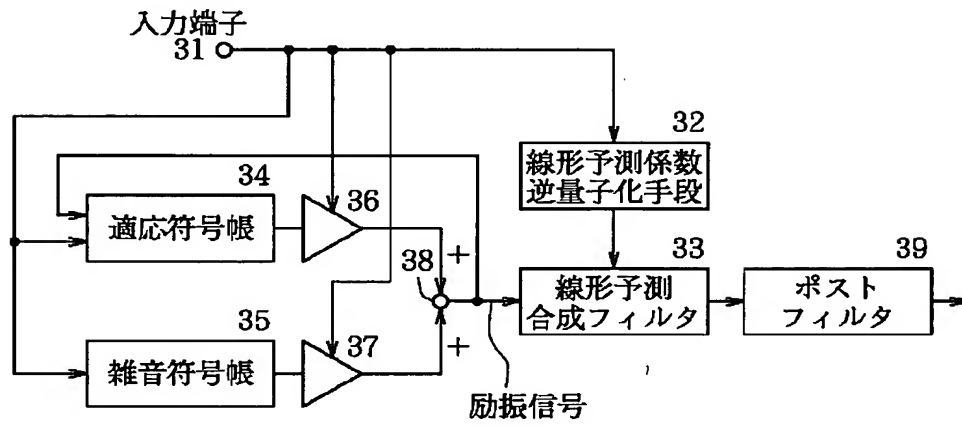 入力端子
31
32
線形予測係数
逆量子化手段
34
適応符号帳
36
+
38
33
線形予測
合成フィルタ
39
ポスト
フィルタ
35
雑音符号帳
37
+
励振信号